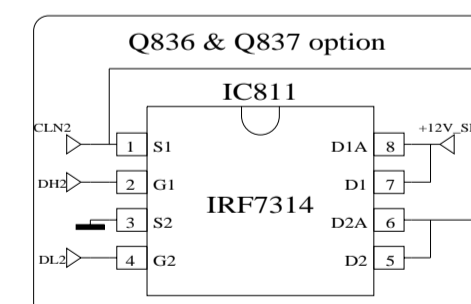 Q836 & Q837 option
IC811
CLN2 1 S1 D1A 8 +12V_S
DH2 2 G1 D1 7
IRF7314
3 S2 D2A 6
DL2 4 G2 D2 5